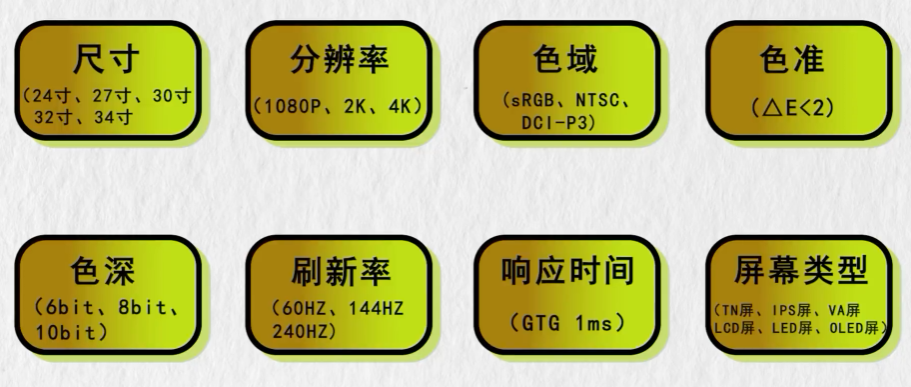 尺寸
(24寸、27寸、30寸
32寸、34寸
分辨率
(1080P、2K、4K)
色域
(sRGB、NTSC、
DCI-P3)
色准
(△E<2)
色深
(6bit、8bit、
10bit)
刷新率
(60HZ、144HZ
240HZ)
响应时间
(GTG 1ms)
屏幕类型
(TN屏、IPS屏、VA屏
LCD屏、LED屏、OLED屏)